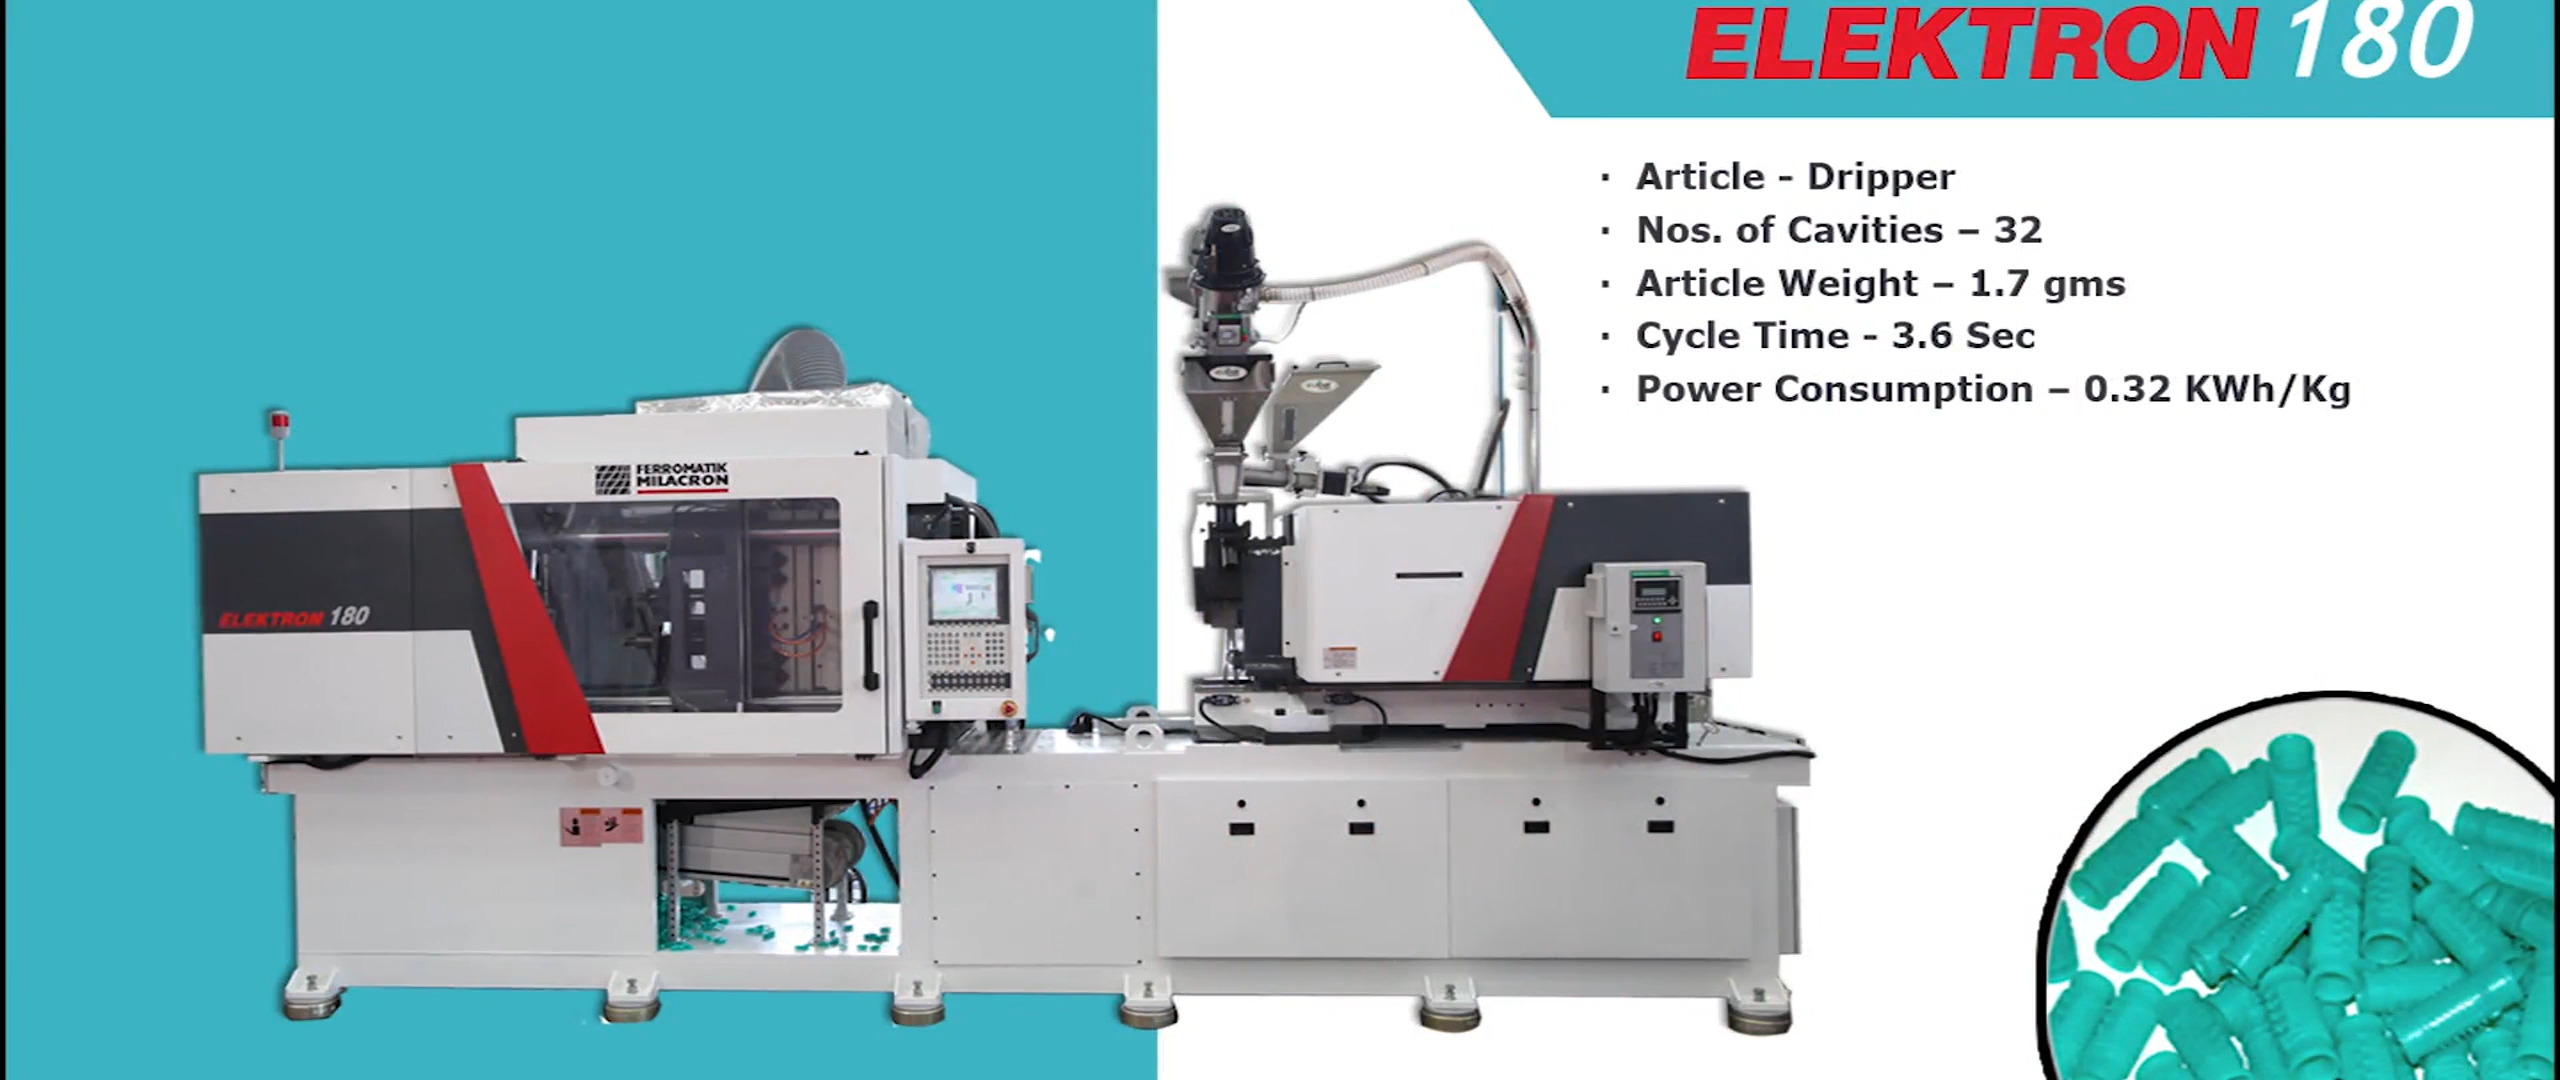 ELEKTRON 180
· Article - Dripper
· Nos. of Cavities – 32
· Article Weight – 1.7 gms
· Cycle Time - 3.6 Sec
· Power Consumption – 0.32 KWh/Kg
FERROMATIK
MILACRON
ELEKTRON 180